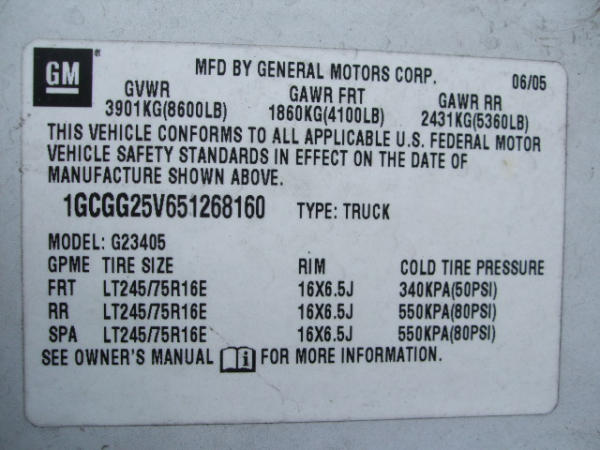 GM
MFD BY GENERAL MOTORS CORP. 06/05
GVWR GAWR FRT GAWR RR
3901KG(8600LB) 1860KG(4100LB) 2431KG(5360LB)
THIS VEHICLE CONFORMS TO ALL APPLICABLE U.S. FEDERAL MOTOR
VEHICLE SAFETY STANDARDS IN EFFECT ON THE DATE OF
MANUFACTURE SHOWN ABOVE.
1GCGG25V651268160 TYPE: TRUCK
MODEL: G23405
GPME TIRE SIZE RIM COLD TIRE PRESSURE
FRT LT245/75R16E 16X6.5J 340KPA(50PSI)
RR LT245/75R16E 16X6.5J 550KPA(80PSI)
SPA LT245/75R16E 16X6.5J 550KPA(80PSI)
SEE OWNER'S MANUAL i FOR MORE INFORMATION.